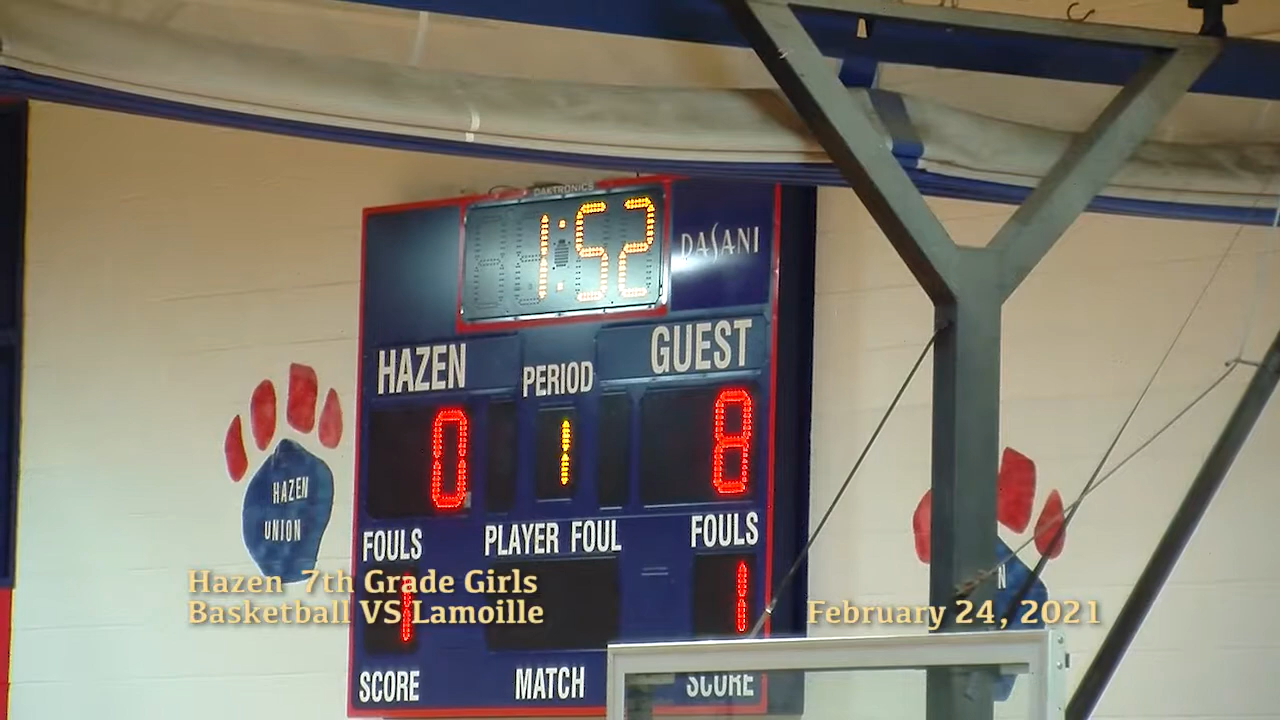 DAKTRONICS
1:52
DASANI
HAZEN
PERIOD
GUEST
0
1
8
FOULS
PLAYER FOUL
FOULS
1
1
SCORE
MATCH
SCORE
HAZEN
UNION
N
Hazen 7th Grade Girls
Basketball VS Lamoille
February 24, 2021